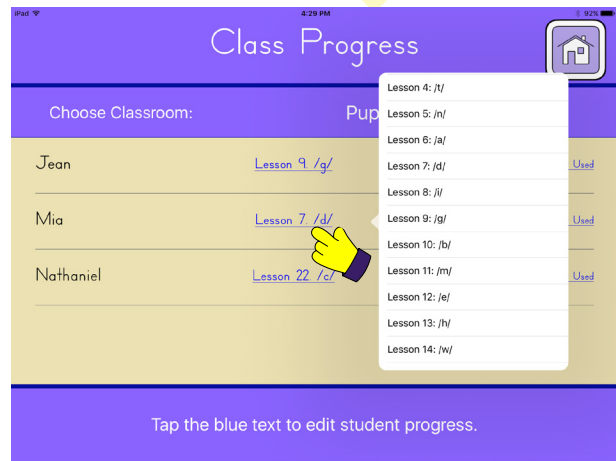 iPad 4:29 PM 92%
Class Progress
Choose Classroom: Pup
Jean Lesson 9. /g/ Used
Mia Lesson 7. /d/ Used
Nathaniel Lesson 22. /c/ Used
Lesson 4: /t/
Lesson 5: /n/
Lesson 6: /a/
Lesson 7: /d/
Lesson 8: /i/
Lesson 9: /g/
Lesson 10: /b/
Lesson 11: /m/
Lesson 12: /e/
Lesson 13: /h/
Lesson 14: /w/
Tap the blue text to edit student progress.